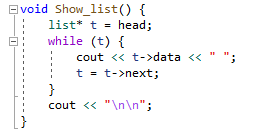 void Show_list() {
list* t = head;
while (t) {
cout << t->data << " ";
t = t->next;
}
cout << "\n\n";
}